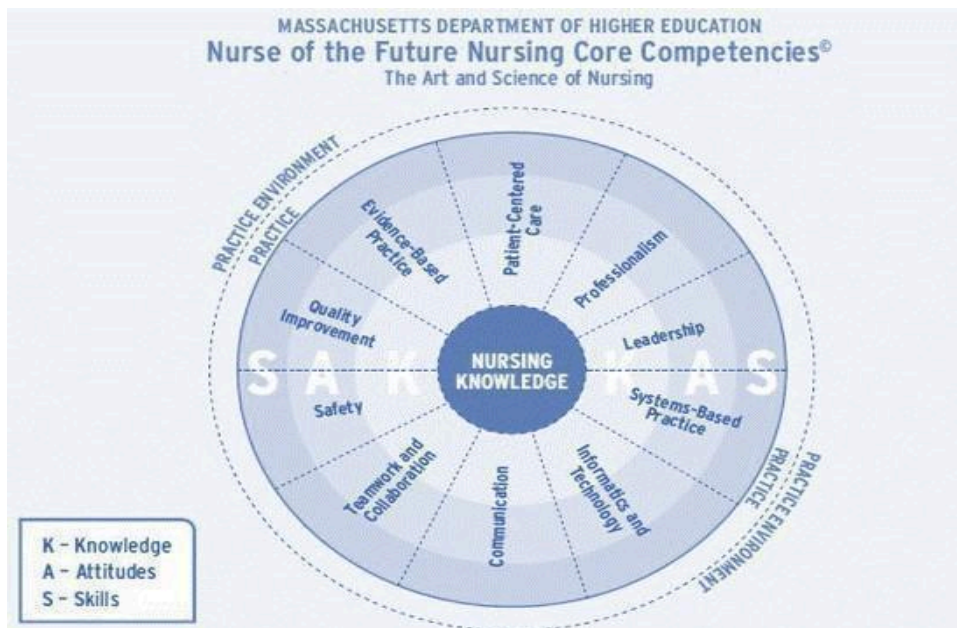 MASSACHUSETTS DEPARTMENT OF HIGHER EDUCATION
Nurse of the Future Nursing Core Competencies©
The Art and Science of Nursing
PRACTICE ENVIRONMENT
PRACTICE
Patient-Centered
Care
Professionalism
Leadership
Systems-Based
Practice
Informatics and
Technology
Communication
Teamwork and
Collaboration
Safety
Quality
Improvement
Evidence-Based
Practice
S A K
NURSING
KNOWLEDGE
K A S
PRACTICE
PRACTICE ENVIRONMENT
K – Knowledge
A – Attitudes
S – Skills